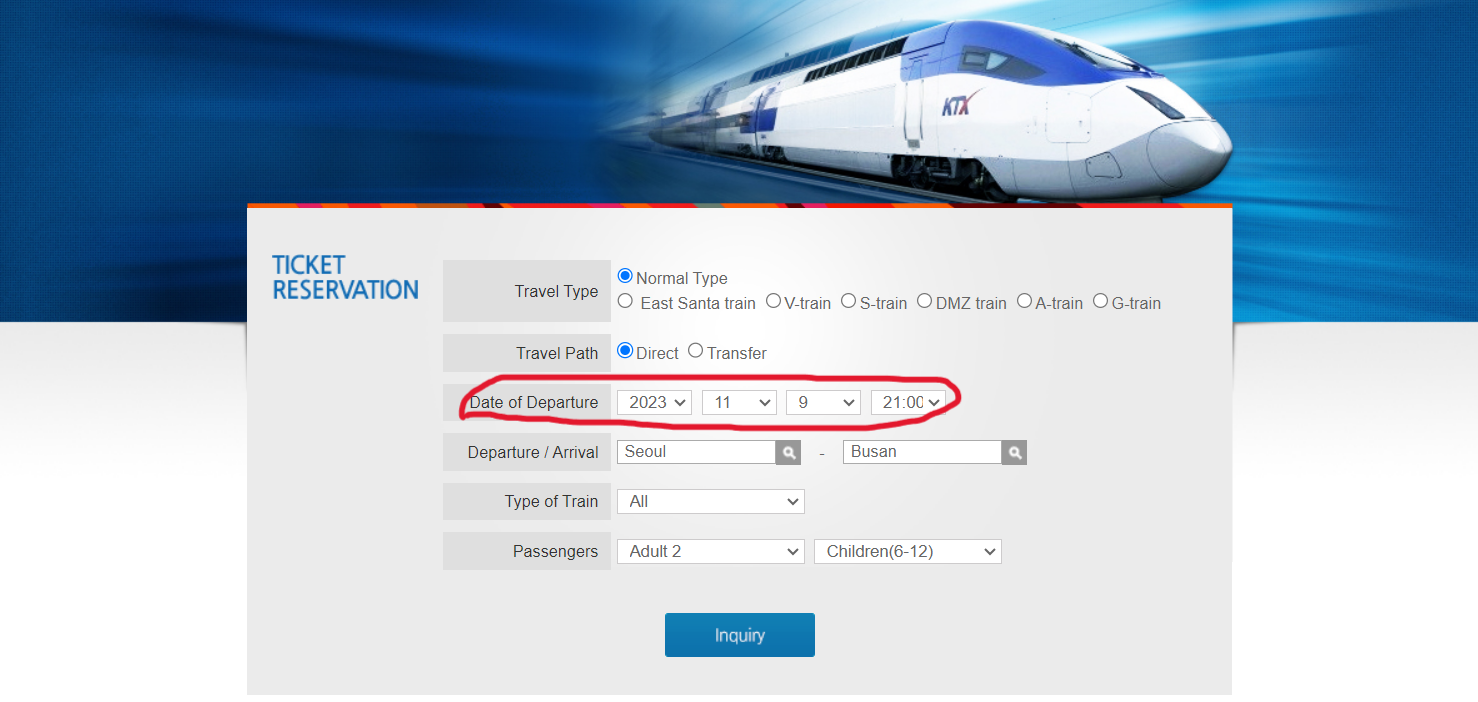 KTX
TICKET
RESERVATION
Travel Type
Normal Type
East Santa train V-train S-train DMZ train A-train G-train
Travel Path Direct Transfer
Date of Departure 2023 11 9 21:00
Departure / Arrival Seoul - Busan
Type of Train All
Passengers Adult 2 Children(6-12)
Inquiry